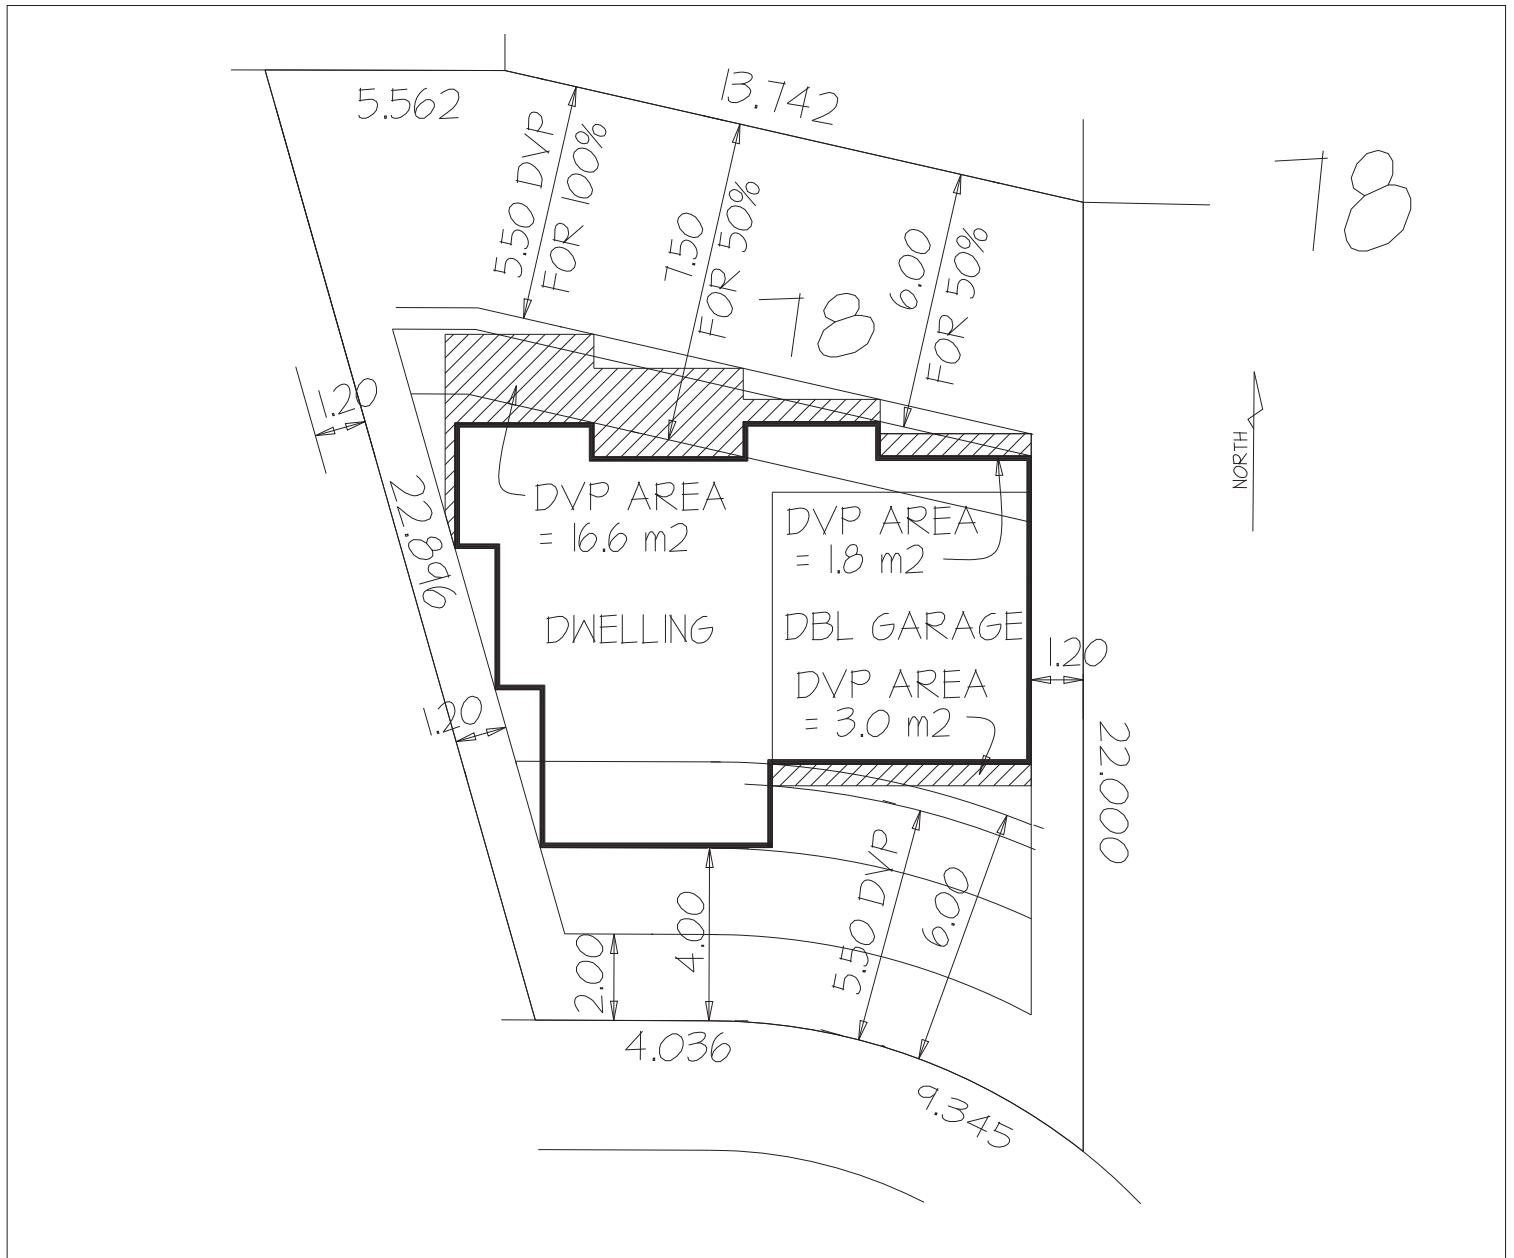 5.562
13.742
5.50 DVP
FOR 100%
7.50
FOR 50%
6.00
FOR 50%
78
78
1.20
22.896
NORTH
DVP AREA
= 16.6 m2
DVP AREA
= 1.8 m2
DWELLING
DBL GARAGE
1.20
DVP AREA
= 3.0 m2
1.20
22.000
5.50 DVP
6.00
4.00
2.00
4.036
9.345